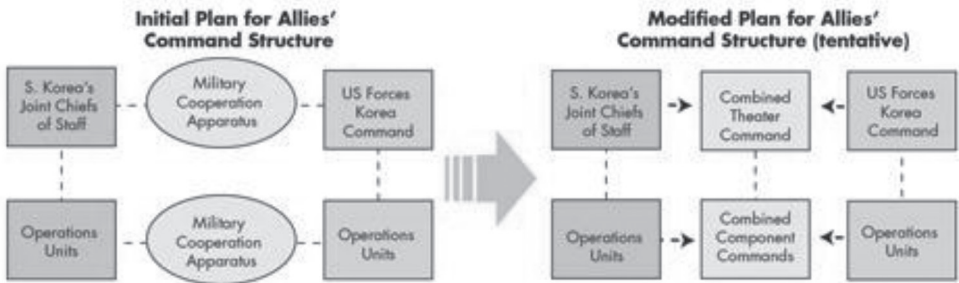 Initial Plan for Allies’
Command Structure
S. Korea’s
Joint Chiefs
of Staff
Military
Cooperation
Apparatus
US Forces
Korea
Command
Operations
Units
Military
Cooperation
Apparatus
Operations
Units
Modified Plan for Allies’
Command Structure (tentative)
S. Korea’s
Joint Chiefs
of Staff
Combined
Theater
Command
US Forces
Korea
Command
Operations
Units
Combined
Component
Commands
Operations
Units